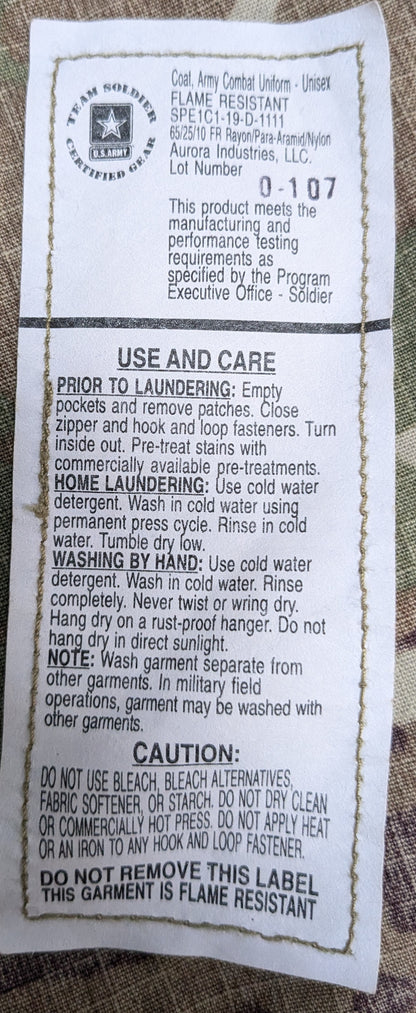 TEAM SOLDIER
U.S.ARMY
CERTIFIED GEAR
Coat, Army Combat Uniform - Unisex
FLAME RESISTANT
SPE1C1-19-D-1111
65/25/10 FR Rayon/Para-Aramid/Nylon
Aurora Industries, LLC.
Lot Number
0-107
This product meets the
manufacturing and
performance testing
requirements as
specified by the Program
Executive Office - Soldier
USE AND CARE
PRIOR TO LAUNDERING: Empty
pockets and remove patches. Close
zipper and hook and loop fasteners. Turn
inside out. Pre-treat stains with
commercially available pre-treatments.
HOME LAUNDERING: Use cold water
detergent. Wash in cold water using
permanent press cycle. Rinse in cold
water. Tumble dry low.
WASHING BY HAND: Use cold water
detergent. Wash in cold water. Rinse
completely. Never twist or wring dry.
Hang dry on a rust-proof hanger. Do not
hang dry in direct sunlight.
NOTE: Wash garment separate from
other garments. In military field
operations, garment may be washed with
other garments.
CAUTION:
DO NOT USE BLEACH, BLEACH ALTERNATIVES,
FABRIC SOFTENER, OR STARCH. DO NOT DRY CLEAN
OR COMMERCIALLY HOT PRESS. DO NOT APPLY HEAT
OR AN IRON TO ANY HOOK AND LOOP FASTENER.
DO NOT REMOVE THIS LABEL
THIS GARMENT IS FLAME RESISTANT